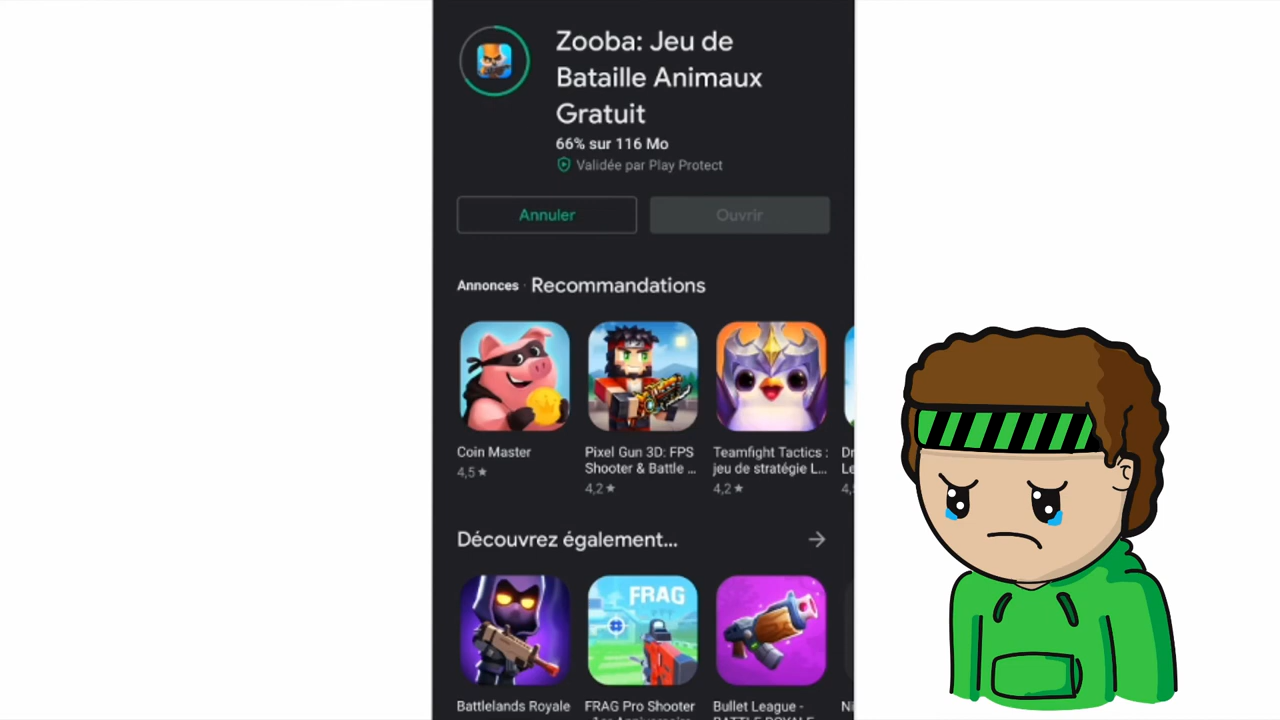 Zooba: Jeu de
Bataille Animaux
Gratuit
66% sur 116 Mo
Validée par Play Protect
Annuler
Ouvrir
Annonces · Recommandations
Coin Master
4,5 ★
Pixel Gun 3D: FPS
Shooter & Battle ...
4,2 ★
Teamfight Tactics :
jeu de stratégie L...
4,2 ★
Découvrez également...
FRAG
Battlelands Royale
FRAG Pro Shooter
Bullet League -
BATTLE ROYALE